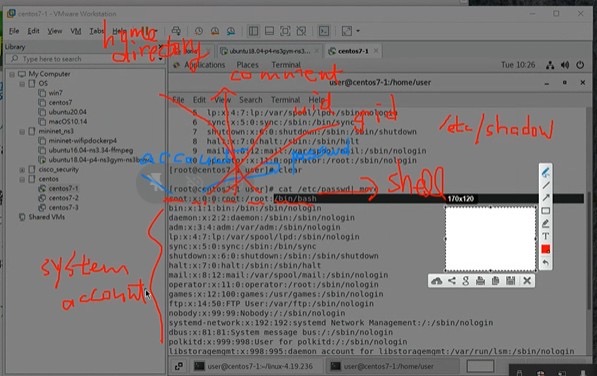 centos7-1 - VMware Workstation
File Edit View VM Tabs Help
Library
Type here to search
My Computer
OS
win7
centos7
ubuntu20.04
macOS10.14
mininet_ns3
mininet-wifipdockerp4
ubuntu18.04-p4-ns3.34-ffmpeg
ubuntu18.04-p4-ns3
cisco_security
centos
centos7-1
centos7-2
centos7-3
Shared VMs
ubuntu18.04-p4-ns3gym-ns3...
centos7-1
Applications Places Terminal
Tue 10:26
user@centos7-1:/home/user
File Edit View Search Terminal Help
6 lp:x:4:7:lp:/var/spool/lpd:/sbin/nologin
sync:x:5:0:sync:/sbin:/bin/sync
7 shutdown:x:6:0:shutdown:/sbin:/sbin/shutdown
halt:x:7:0:halt:/sbin:/sbin/halt
9 mail:x:8:12:mail:/var/spool/mail:/sbin/nologin
operator:x:11:0:operator:/root:/sbin/nologin
[root@centos7-1 user]# clear
[root@centos7-1 user]# cat /etc/passwd| more
root:x:0:0:root:/root:/bin/bash
bin:x:1:1:bin:/bin:/sbin/nologin
daemon:x:2:2:daemon:/sbin:/sbin/nologin
adm:x:3:4:adm:/var/adm:/sbin/nologin
lp:x:4:7:lp:/var/spool/lpd:/sbin/nologin
sync:x:5:0:sync:/sbin:/bin/sync
shutdown:x:6:0:shutdown:/sbin:/sbin/shutdown
halt:x:7:0:halt:/sbin:/sbin/halt
mail:x:8:12:mail:/var/spool/mail:/sbin/nologin
operator:x:11:0:operator:/root:/sbin/nologin
games:x:12:100:games:/usr/games:/sbin/nologin
ftp:x:14:50:FTP User:/var/ftp:/sbin/nologin
nobody:x:99:99:Nobody:/:/sbin/nologin
systemd-network:x:192:192:systemd Network Management:/:/sbin/nologin
dbus:x:81:81:System message bus:/:/sbin/nologin
polkitd:x:999:998:User for polkitd:/:/sbin/nologin
libstoragemgmt:x:998:995:daemon account for libstoragemgmt:/var/run/lsm:/sbin/nologin
user@centos7-1:~/linux-4.19.236
user@centos7-1:/home/user
170x120
home
directory
comment
uid
gid
/etc/shadow
account
shell
system
account